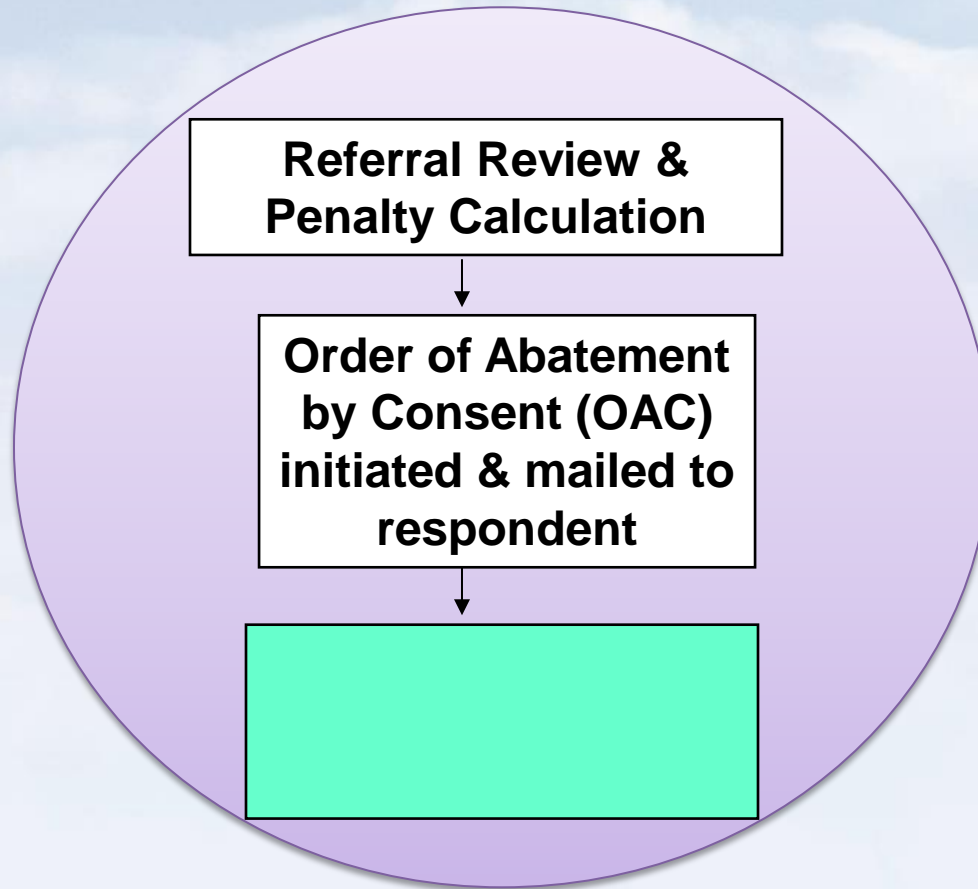 Referral Review &
Penalty Calculation
Order of Abatement
by Consent (OAC)
initiated & mailed to
respondent